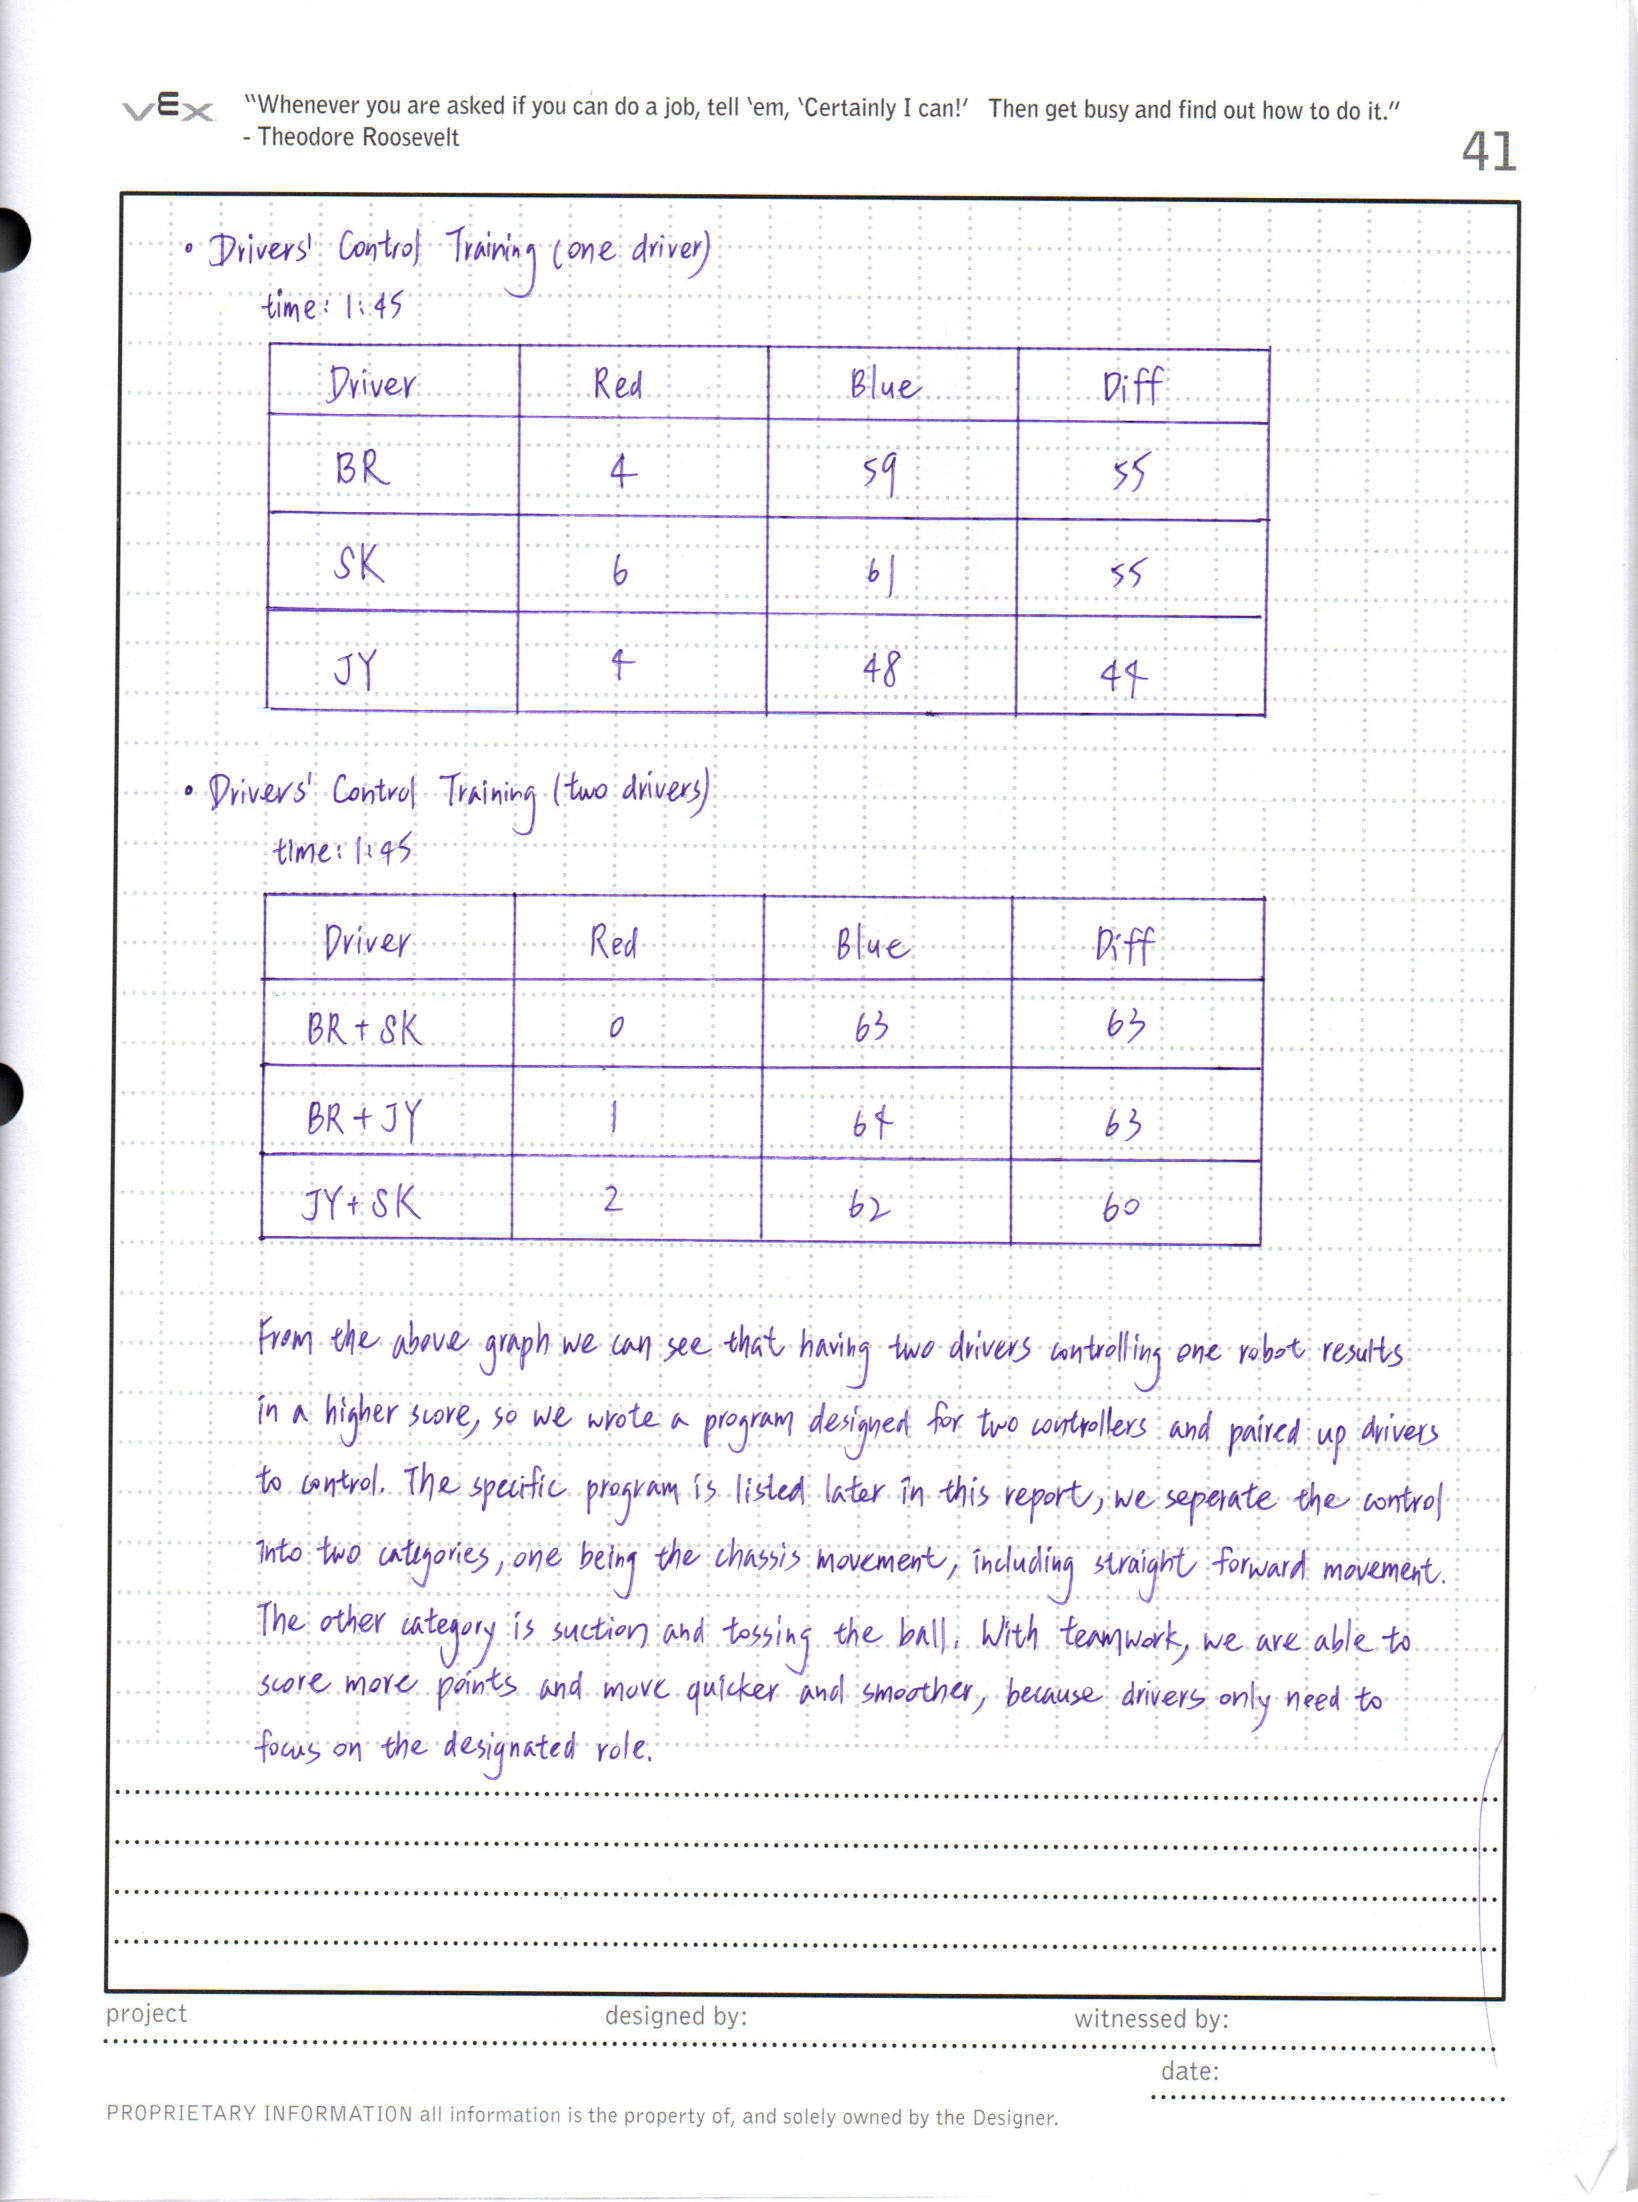 VEX "Whenever you are asked if you can do a job, tell 'em, 'Certainly I can!' Then get busy and find out how to do it."
- Theodore Roosevelt
41
• Drivers' Control Training (one driver)
time: 1:45
Driver Red Blue Diff
BR 4 59 55
SK 6 61 55
JY 4 48 44
• Drivers' Control Training (two drivers)
time: 1:45
Driver Red Blue Diff
BR + SK 0 63 63
BR + JY 1 64 63
JY + SK 2 62 60
From the above graph we can see that having two drivers controlling one robot results
in a higher score, so we wrote a program designed for two controllers and paired up drivers
to control. The specific program is listed later in this report, we seperate the control
into two categories, one being the chassis movement, including straight forward movement.
The other category is suction and tossing the ball. With teamwork, we are able to
score more points and move quicker and smoother, because drivers only need to
focus on the designated role.
project designed by: witnessed by:
date:
PROPRIETARY INFORMATION all information is the property of, and solely owned by the Designer.